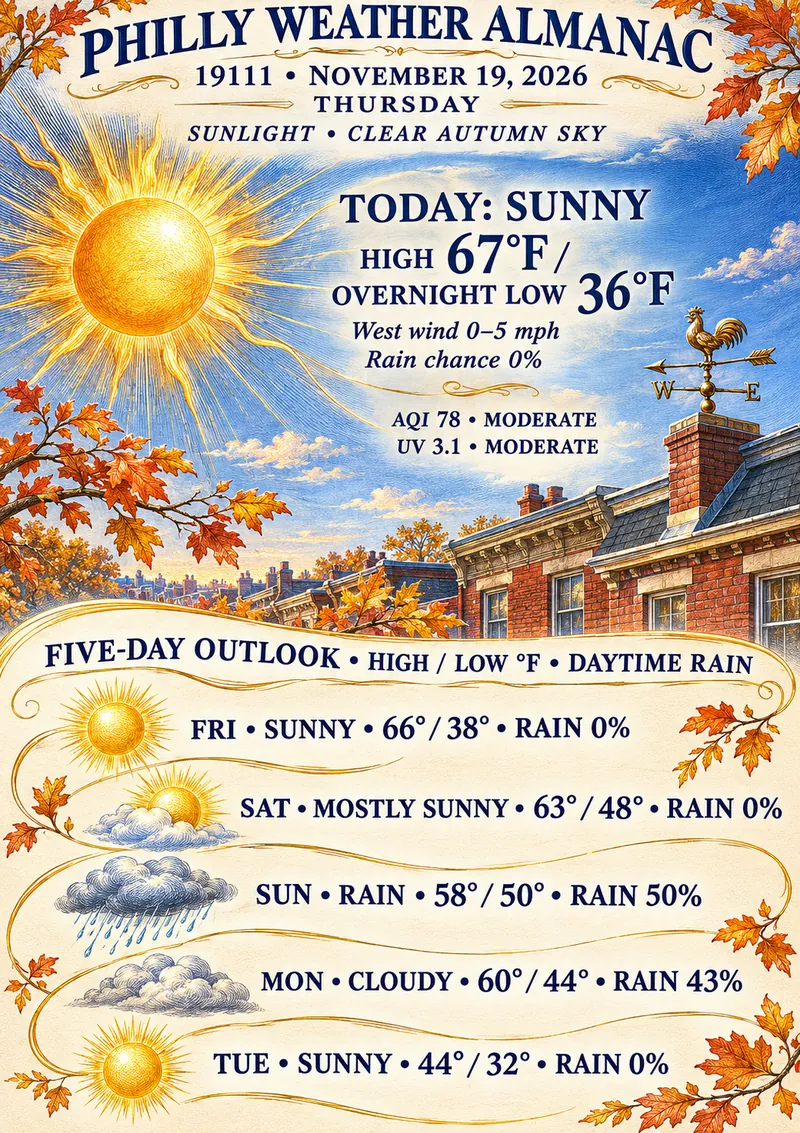 PHILLY WEATHER ALMANAC
19111 • NOVEMBER 19, 2026
THURSDAY
SUNLIGHT • CLEAR AUTUMN SKY
TODAY: SUNNY
HIGH 67°F /
OVERNIGHT LOW 36°F
West wind 0–5 mph
Rain chance 0%
W E
AQI 78 • MODERATE
UV 3.1 • MODERATE
FIVE-DAY OUTLOOK • HIGH / LOW °F • DAYTIME RAIN
FRI • SUNNY • 66° / 38° • RAIN 0%
SAT • MOSTLY SUNNY • 63° / 48° • RAIN 0%
SUN • RAIN • 58° / 50° • RAIN 50%
MON • CLOUDY • 60° / 44° • RAIN 43%
TUE • SUNNY • 44° / 32° • RAIN 0%